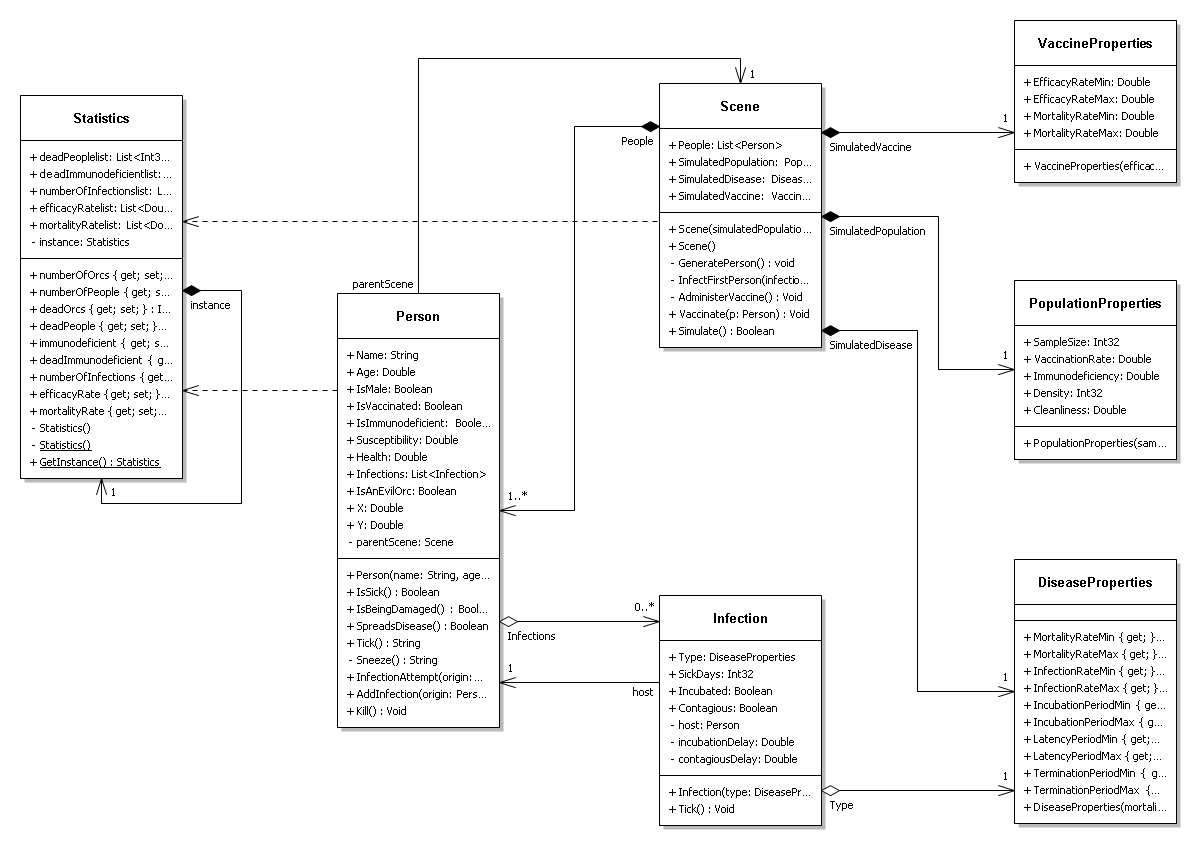 Statistics
+ deadPeoplelist: List<Int3...
+ deadImmunodeficientlist: ...
+ numberOfInfectionslist: L...
+ efficacyRatelist: List<Dou...
+ mortalityRatelist: List<Do...
- instance: Statistics
+ numberOfOrcs { get; set;...
+ numberOfPeople { get; s...
+ deadOrcs { get; set; } : I...
+ deadPeople { get; set; }...
+ immunodeficient { get; s...
+ deadImmunodeficient { g...
+ numberOfInfections { get...
+ efficacyRate { get; set; }...
+ mortalityRate { get; set;...
- Statistics()
- Statistics()
+ GetInstance() : Statistics
instance
1
parentScene
1
Person
+ Name: String
+ Age: Double
+ IsMale: Boolean
+ IsVaccinated: Boolean
+ IsImmunodeficient: Boole...
+ Susceptibility: Double
+ Health: Double
+ Infections: List<Infection>
+ IsAnEvilOrc: Boolean
+ X: Double
+ Y: Double
- parentScene: Scene
+ Person(name: String, age...
+ IsSick() : Boolean
+ IsBeingDamaged() : Bool...
+ SpreadsDisease() : Boolean
+ Tick() : String
- Sneeze() : String
+ InfectionAttempt(origin: ...
+ AddInfection(origin: Pers...
+ Kill() : Void
People
1..*
Infections
0..*
1
host
Scene
+ People: List<Person>
+ SimulatedPopulation: Pop...
+ SimulatedDisease: Diseas...
+ SimulatedVaccine: Vaccin...
+ Scene(simulatedPopulatio...
+ Scene()
- GeneratePerson() : void
- InfectFirstPerson(infectio...
- AdministerVaccine() : Void
+ Vaccinate(p: Person) : Void
+ Simulate() : Boolean
SimulatedVaccine
1
SimulatedPopulation
1
SimulatedDisease
1
Infection
+ Type: DiseaseProperties
+ SickDays: Int32
+ Incubated: Boolean
+ Contagious: Boolean
- host: Person
- incubationDelay: Double
- contagiousDelay: Double
+ Infection(type: DiseasePr...
+ Tick() : Void
Type
1
VaccineProperties
+ EfficacyRateMin: Double
+ EfficacyRateMax: Double
+ MortalityRateMin: Double
+ MortalityRateMax: Double
+ VaccineProperties(efficac...
PopulationProperties
+ SampleSize: Int32
+ VaccinationRate: Double
+ Immunodeficiency: Double
+ Density: Int32
+ Cleanliness: Double
+ PopulationProperties(sam...
DiseaseProperties
+ MortalityRateMin { get; }...
+ MortalityRateMax { get; }...
+ InfectionRateMin { get; }...
+ InfectionRateMax { get; }...
+ IncubationPeriodMin { ge...
+ IncubationPeriodMax { g...
+ LatencyPeriodMin { get;...
+ LatencyPeriodMax { get;...
+ TerminationPeriodMin { g...
+ TerminationPeriodMax {...
+ DiseaseProperties(mortali...